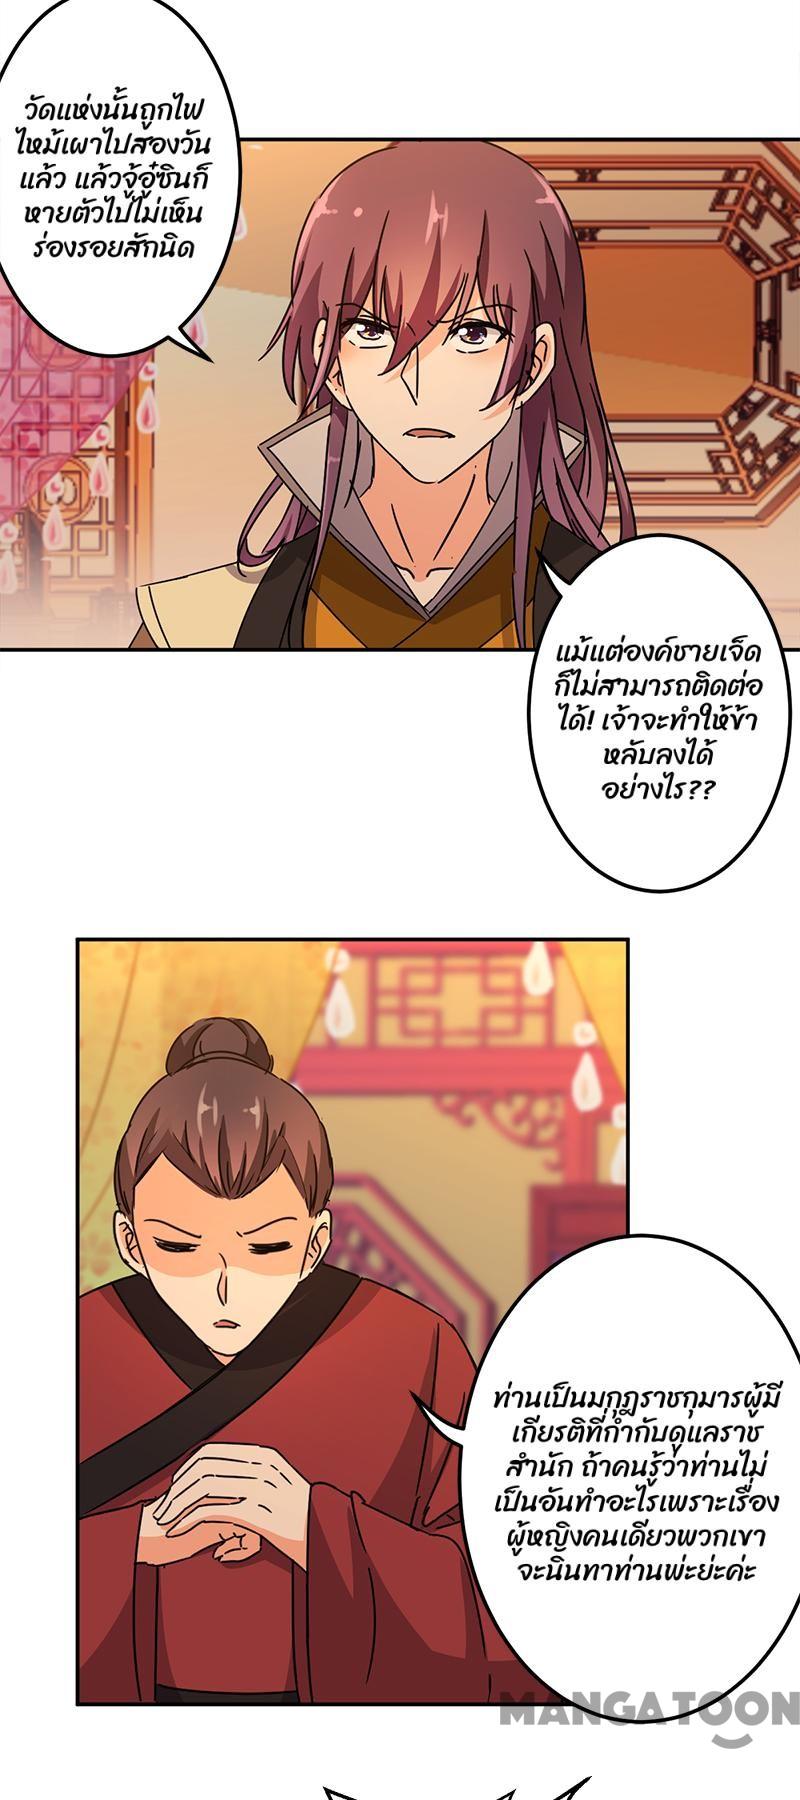 วัดแห่งนั้นถูกไฟ
ไหม้เผาไปสองวัน
แล้ว แล้วจู้อู๋ซินก็
หายตัวไปไม่เห็น
ร่องรอยสักนิด
แม้แต่องค์ชายเจ็ด
ก็ไม่สามารถติดต่อ
ได้! เจ้าจะทำให้ข้า
หลับลงได้
อย่างไร??
ท่านเป็นมกุฎราชกุมารผู้มี
เกียรติที่กำกับดูแลราช
สำนัก ถ้าคนรู้ว่าท่านไม่
เป็นอันทำอะไรเพราะเรื่อง
ผู้หญิงคนเดียวพวกเขา
จะนินทาท่านพ่ะย่ะค่ะ
MANGATOON